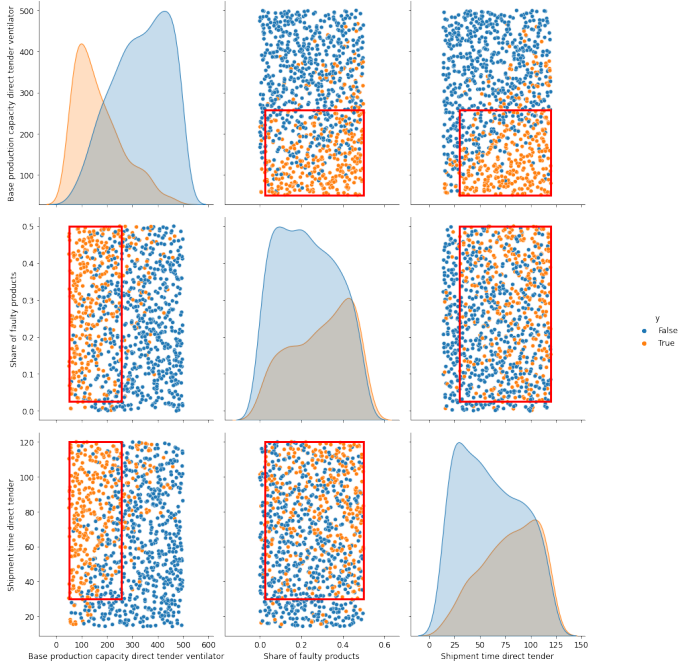 Base production capacity direct tender ventilator
500
400
300
200
100
Share of faulty products
0.5
0.4
0.3
0.2
0.1
0.0
y
False
True
Shipment time direct tender
120
100
80
60
40
20
0 100 200 300 400 500 600
0.0 0.2 0.4 0.6
0 25 50 75 100 125 150
Base production capacity direct tender ventilator
Share of faulty products
Shipment time direct tender